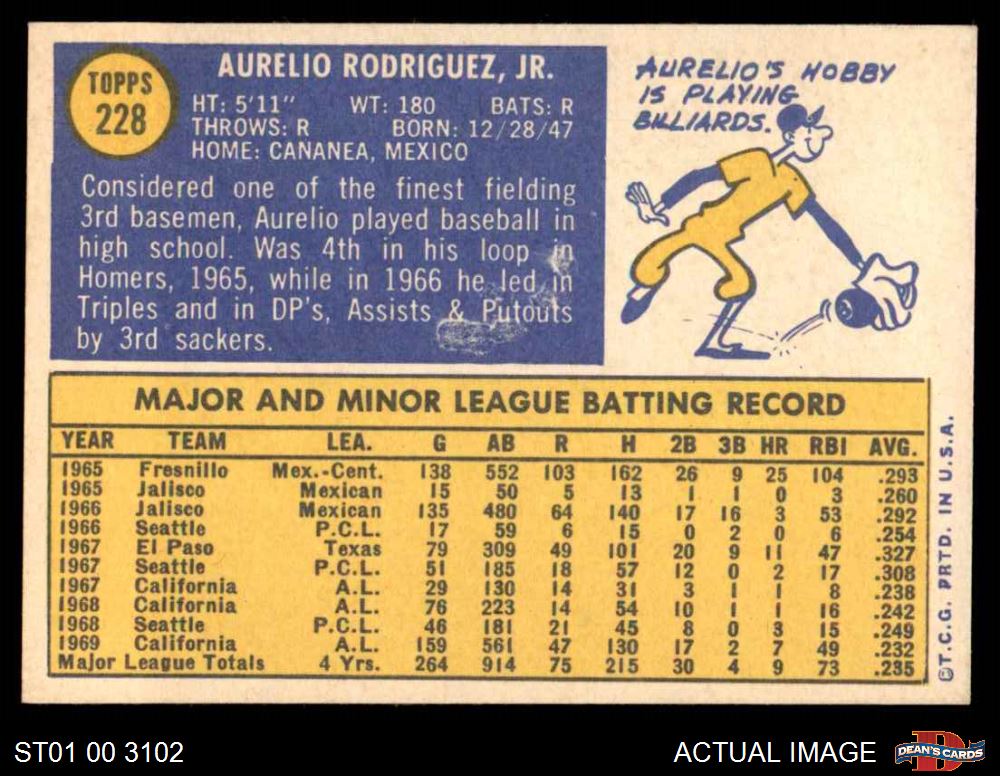 TOPPS
228
AURELIO RODRIGUEZ, JR.
HT: 5'11" WT: 180 BATS: R
THROWS: R BORN: 12/28/47
HOME: CANANEA, MEXICO
Considered one of the finest fielding
3rd basemen, Aurelio played baseball in
high school. Was 4th in his loop in
Homers, 1965, while in 1966 he led in
Triples and in DP's, Assists & Putouts
by 3rd sackers.
AURELIO'S HOBBY
IS PLAYING
BILLIARDS.
MAJOR AND MINOR LEAGUE BATTING RECORD
YEAR TEAM LEA. G AB R H 2B 3B HR RBI AVG.
1965 Fresnillo Mex.-Cent. 138 552 103 162 26 9 25 104 .293
1965 Jalisco Mexican 15 50 5 13 1 1 0 3 .260
1966 Jalisco Mexican 135 480 64 140 17 16 3 53 .292
1966 Seattle P.C.L. 17 59 6 15 0 2 0 6 .254
1967 El Paso Texas 79 309 49 101 20 9 11 47 .327
1967 Seattle P.C.L. 51 185 18 57 12 0 2 17 .308
1967 California A.L. 29 130 14 31 3 1 1 8 .238
1968 California A.L. 76 223 14 54 10 1 1 16 .242
1968 Seattle P.C.L. 46 181 21 45 8 0 3 15 .249
1969 California A.L. 159 561 47 130 17 2 7 49 .232
Major League Totals 4 Yrs. 264 914 75 215 30 4 9 73 .235
©T.C.G. PRTD. IN U.S.A.
ST01 00 3102
ACTUAL IMAGE
D
DEAN'S CARDS